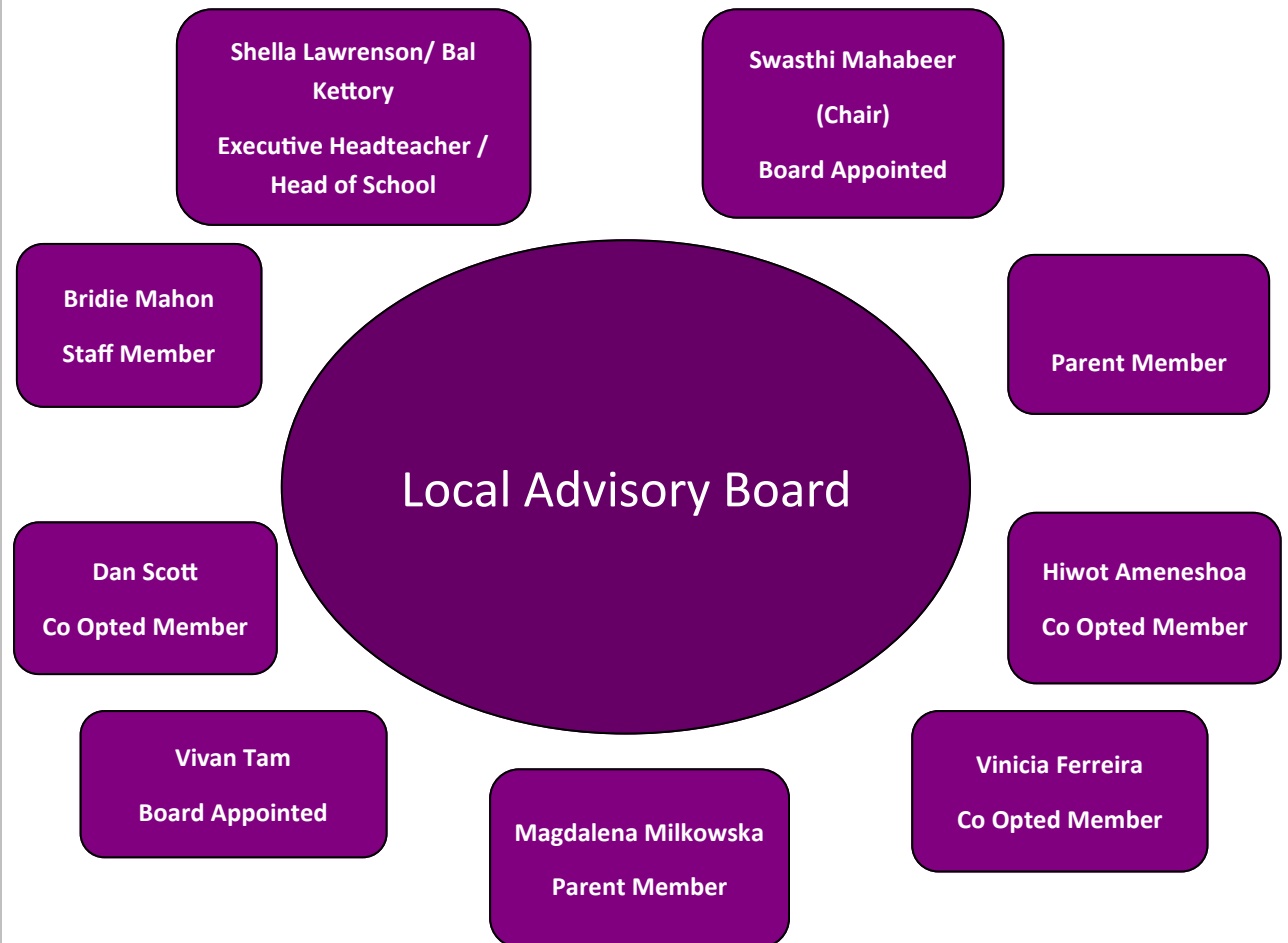 Shella Lawrenson/ Bal
Kettory
Executive Headteacher /
Head of School
Swasthi Mahabeer
(Chair)
Board Appointed
Bridie Mahon
Staff Member
Parent Member
Local Advisory Board
Dan Scott
Co Opted Member
Hiwot Ameneshoa
Co Opted Member
Vivan Tam
Board Appointed
Magdalena Milkowska
Parent Member
Vinicia Ferreira
Co Opted Member